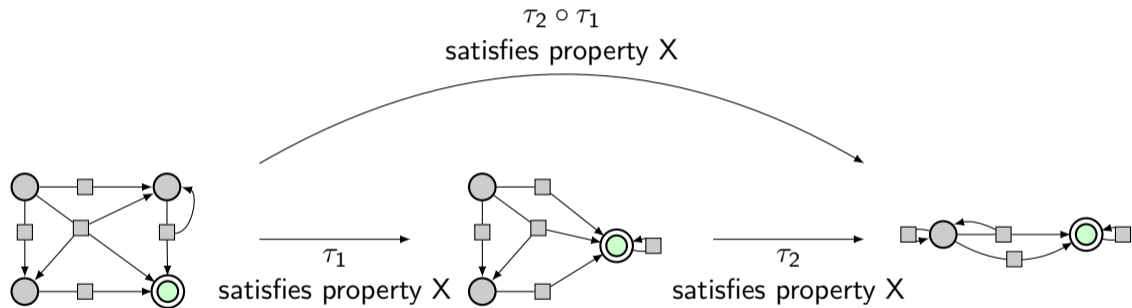 τ₂ ∘ τ₁
satisfies property X
τ₁
satisfies property X
τ₂
satisfies property X